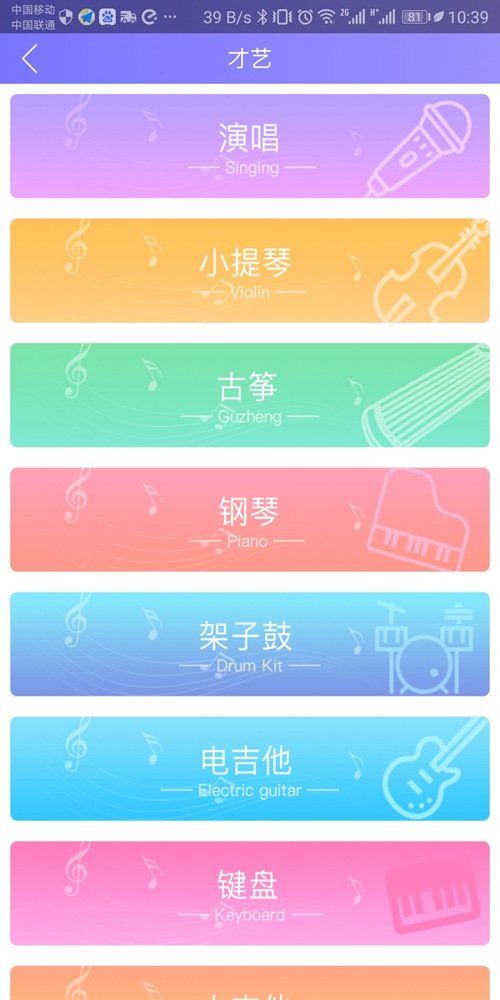 中国移动
中国联通
39 B/s 2G H+ 81 10:39
才艺
演唱
Singing
小提琴
Violin
古筝
Guzheng
钢琴
Piano
架子鼓
Drum Kit
电吉他
Electric guitar
键盘
Keyboard